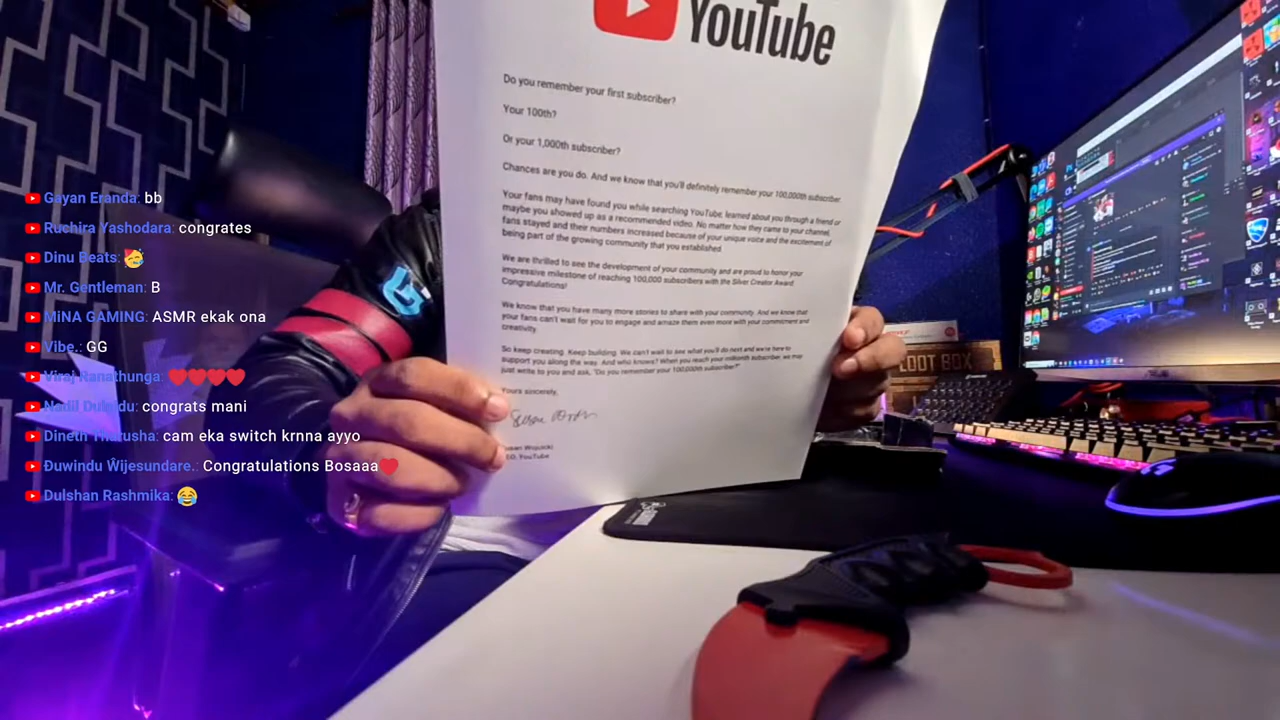 YouTube
Do you remember your first subscriber?
Your 100th?
Or your 1,000th subscriber?
Chances are you do. And we know that you'll definitely remember your 100,000th subscriber.
Your fans may have found you while searching YouTube, learned about you through a friend or
maybe you showed up as a recommended video. No matter how they came to your channel,
fans stayed and their numbers increased because of your unique voice and the excitement of
being part of the growing community that you established.
We are thrilled to see the development of your community and are proud to honor your
impressive milestone of reaching 100,000 subscribers with the Silver Creator Award.
Congratulations!
We know that you have many more stories to share with your community. And we know that
your fans can't wait for you to engage and amaze them even more with your commitment and
creativity.
So keep creating. Keep building. We can't wait to see what you'll do next and we're here to
support you along the way. And who knows? When you reach your millionth subscriber, we may
just write to you and ask, "Do you remember your 100,000th subscriber?"
Yours sincerely,
Susan Wojcicki
CEO, YouTube
Gayan Eranda: bb
Ruchira Yashodara: congrates
Dinu Beats: 🥳
Mr. Gentleman: B
MiNA GAMING: ASMR ekak ona
Vibe.: GG
Viraj Ranathunga: ❤❤❤❤
Nadil Dulnidu: congrats mani
Dineth Tharusha: cam eka switch krnna ayyo
Duwindu Wijesundare.: Congratulations Bosaaa❤
Dulshan Rashmika: 😂
LOOT BOX